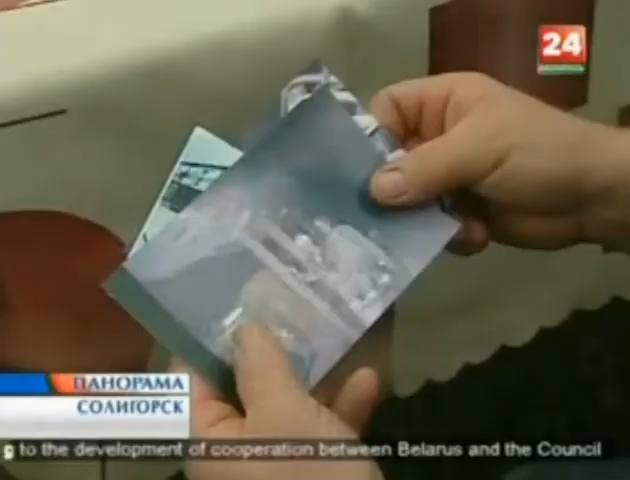 24
ПАНОРАМА
СОЛИГОРСК
g to the development of cooperation between Belarus and the Council